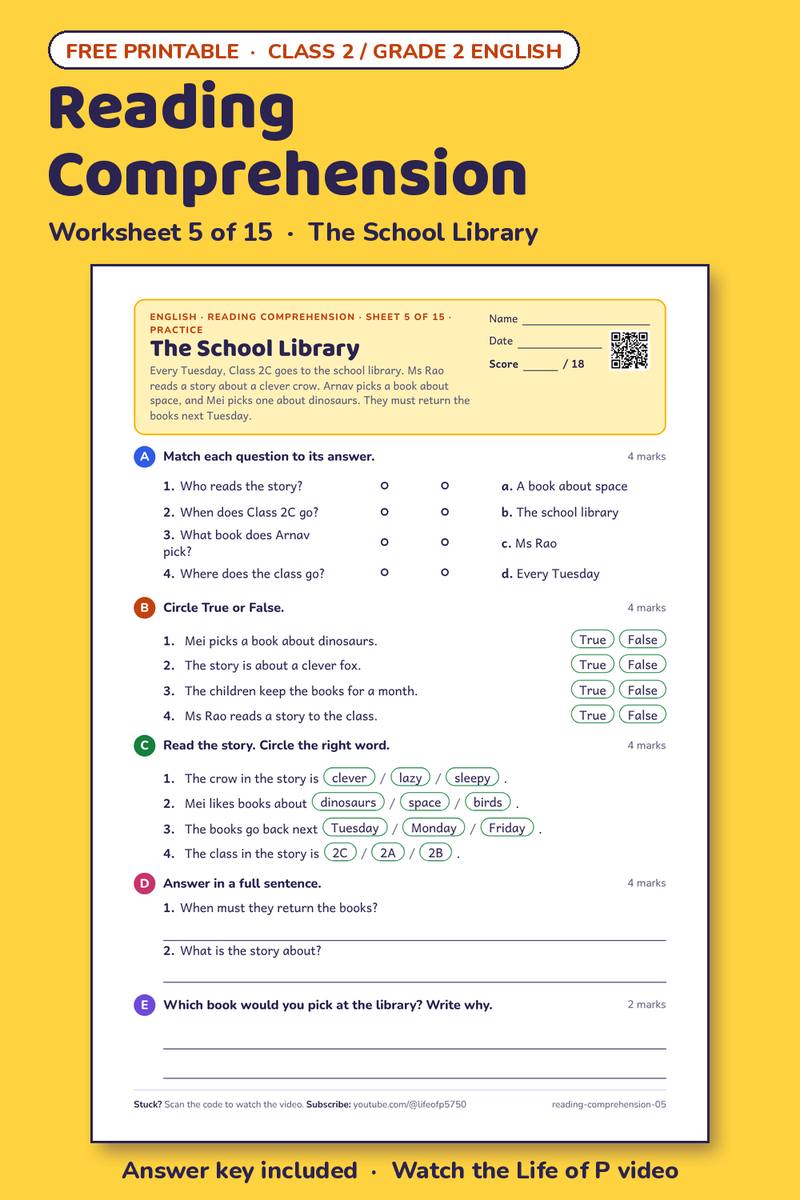 FREE PRINTABLE · CLASS 2 / GRADE 2 ENGLISH
Reading
Comprehension
Worksheet 5 of 15 · The School Library
ENGLISH · READING COMPREHENSION · SHEET 5 OF 15 ·
PRACTICE
The School Library
Every Tuesday, Class 2C goes to the school library. Ms Rao
reads a story about a clever crow. Arnav picks a book about
space, and Mei picks one about dinosaurs. They must return the
books next Tuesday.
Name
Date
Score / 18
A Match each question to its answer. 4 marks
1. Who reads the story? a. A book about space
2. When does Class 2C go? b. The school library
3. What book does Arnav
pick? c. Ms Rao
4. Where does the class go? d. Every Tuesday
B Circle True or False. 4 marks
1. Mei picks a book about dinosaurs. True False
2. The story is about a clever fox. True False
3. The children keep the books for a month. True False
4. Ms Rao reads a story to the class. True False
C Read the story. Circle the right word. 4 marks
1. The crow in the story is clever / lazy / sleepy .
2. Mei likes books about dinosaurs / space / birds .
3. The books go back next Tuesday / Monday / Friday .
4. The class in the story is 2C / 2A / 2B .
D Answer in a full sentence. 4 marks
1. When must they return the books?
2. What is the story about?
E Which book would you pick at the library? Write why. 2 marks
Stuck? Scan the code to watch the video. Subscribe: youtube.com/@lifeofp5750 reading-comprehension-05
Answer key included · Watch the Life of P video